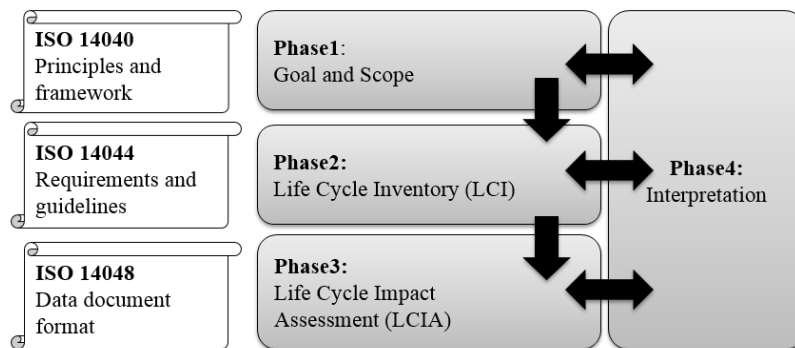 ISO 14040
Principles and
framework
Phase1:
Goal and Scope
ISO 14044
Requirements and
guidelines
Phase2:
Life Cycle Inventory (LCI)
Phase4:
Interpretation
ISO 14048
Data document
format
Phase3:
Life Cycle Impact
Assessment (LCIA)